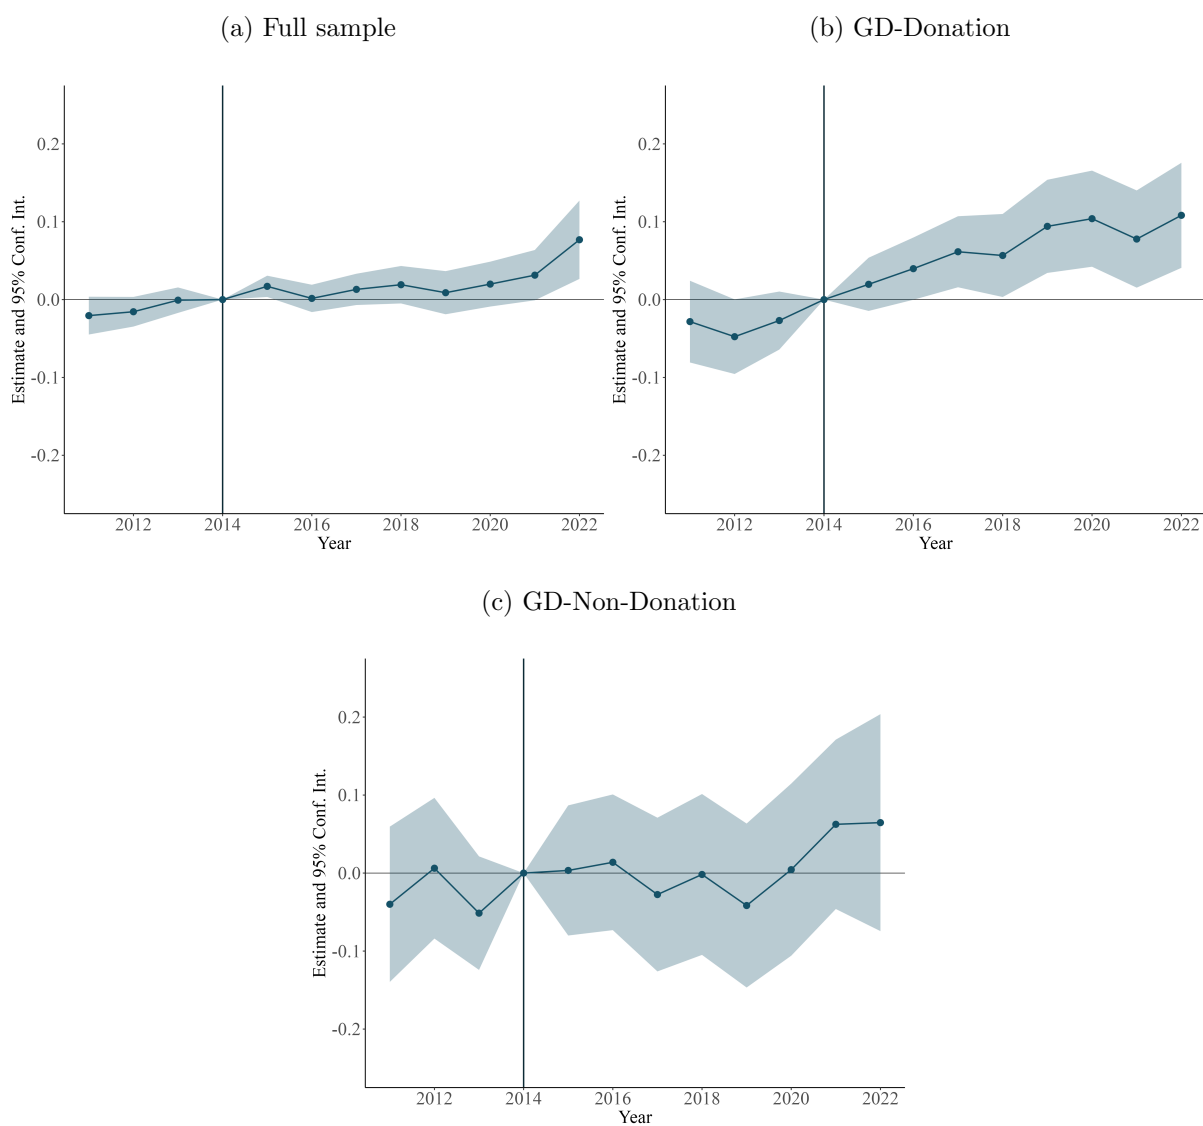 (a) Full sample
(b) GD-Donation
Estimate and 95% Conf. Int.
0.2
0.1
0.0
-0.1
-0.2
2012 2014 2016 2018 2020 2022
Year
Estimate and 95% Conf. Int.
0.2
0.1
0.0
-0.1
-0.2
2012 2014 2016 2018 2020 2022
Year
(c) GD-Non-Donation
Estimate and 95% Conf. Int.
0.2
0.1
0.0
-0.1
-0.2
2012 2014 2016 2018 2020 2022
Year